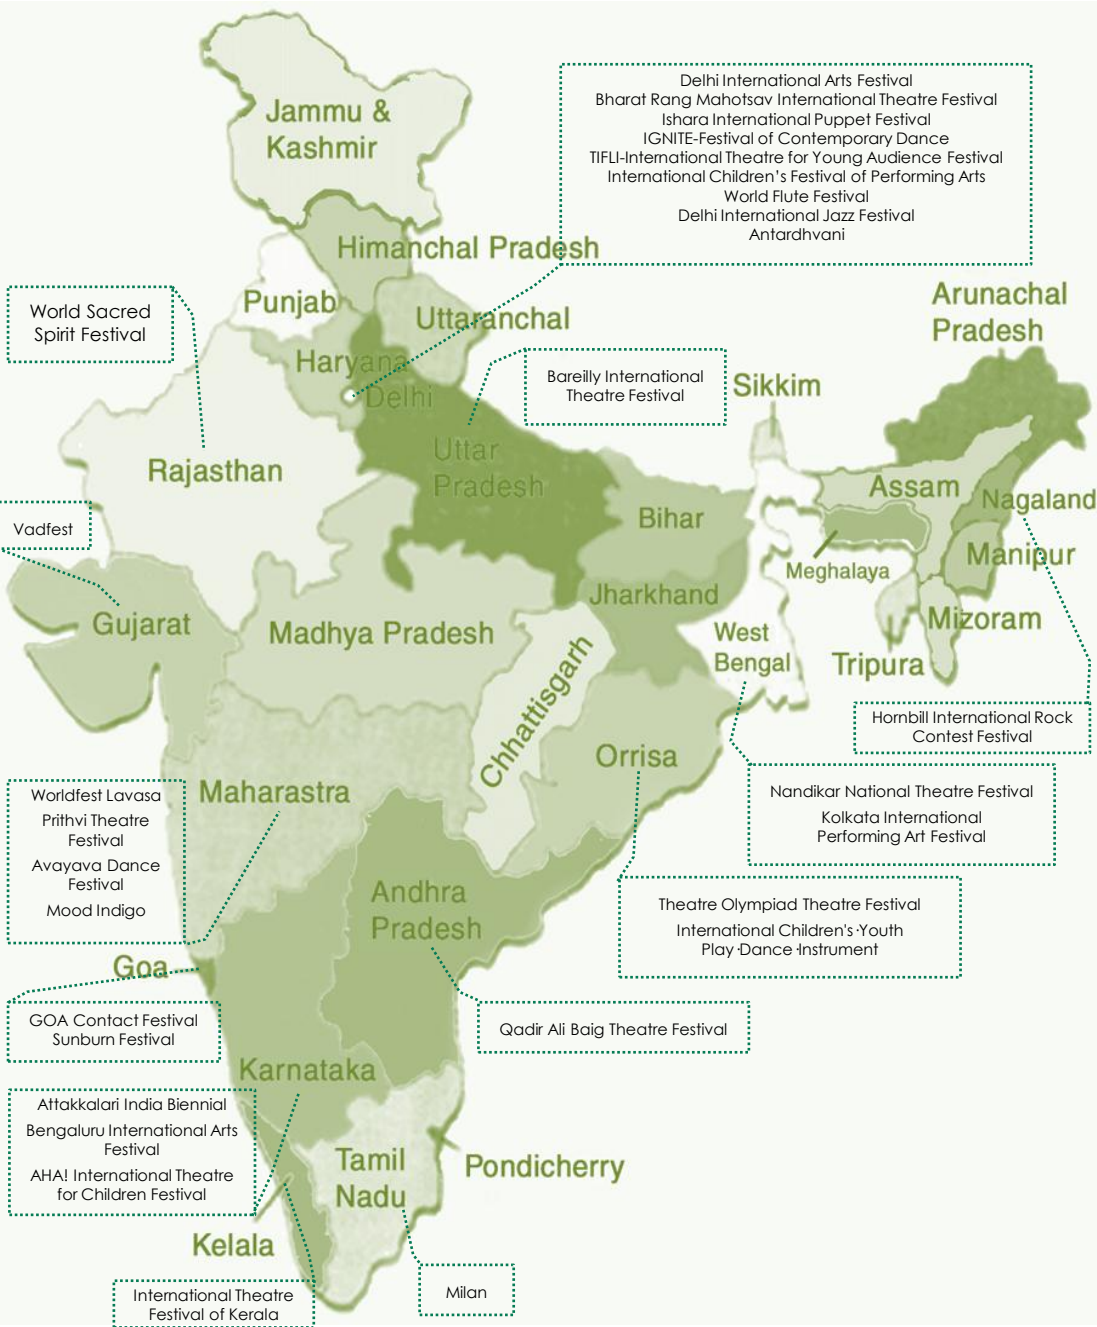 Jammu &
Kashmir
Delhi International Arts Festival
Bharat Rang Mahotsav International Theatre Festival
Ishara International Puppet Festival
IGNITE-Festival of Contemporary Dance
TIFLI-International Theatre for Young Audience Festival
International Children's Festival of Performing Arts
World Flute Festival
Delhi International Jazz Festival
Antardhvani
Himanchal Pradesh
Punjab
Uttaranchal
Arunachal
Pradesh
World Sacred
Spirit Festival
Haryana
Delhi
Bareilly International
Theatre Festival
Sikkim
Rajasthan
Uttar
Pradesh
Assam
Nagaland
Vadfest
Bihar
Manipur
Meghalaya
Gujarat
Madhya Pradesh
Jharkhand
Mizoram
West
Bengal
Tripura
Chhattisgarh
Hornbill International Rock
Contest Festival
Orrisa
Maharastra
Worldfest Lavasa
Prithvi Theatre
Festival
Avayava Dance
Festival
Mood Indigo
Nandikar National Theatre Festival
Kolkata International
Performing Art Festival
Andhra
Pradesh
Theatre Olympiad Theatre Festival
International Children's·Youth
Play·Dance·Instrument
Goa
GOA Contact Festival
Sunburn Festival
Qadir Ali Baig Theatre Festival
Karnataka
Attakkalari India Biennial
Bengaluru International Arts
Festival
AHA! International Theatre
for Children Festival
Tamil
Nadu
Pondicherry
Kelala
International Theatre
Festival of Kerala
Milan